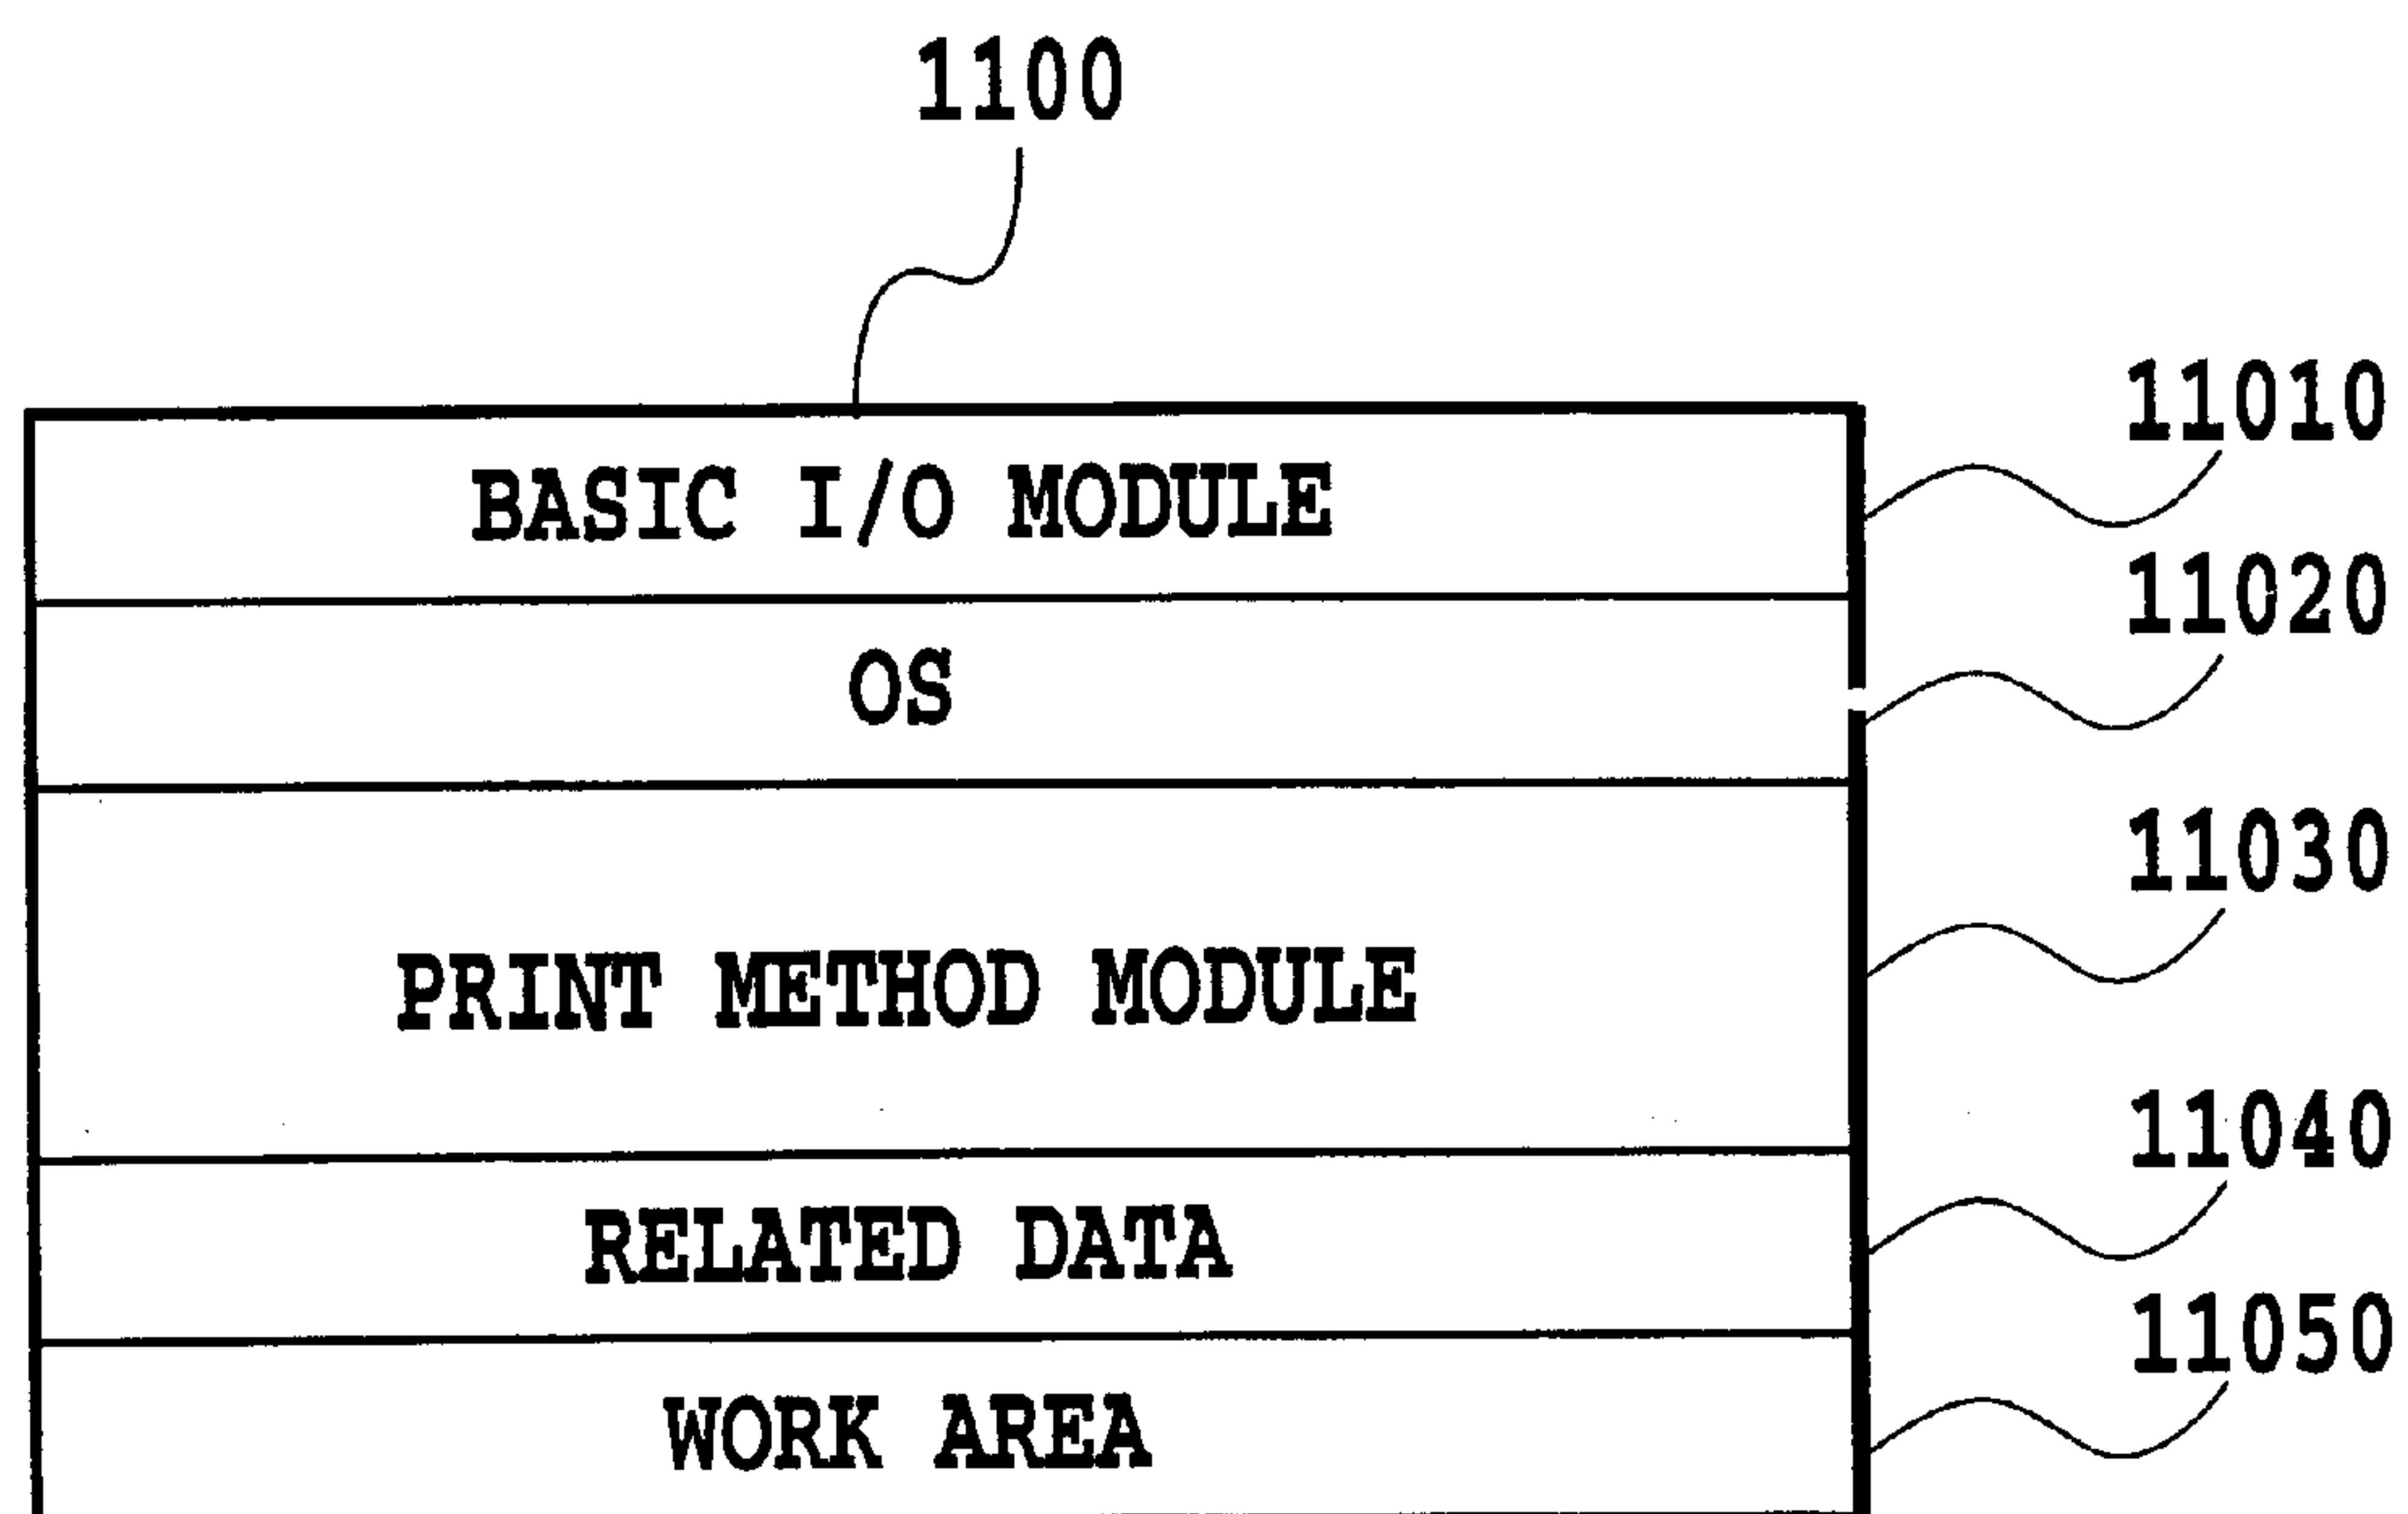 1100
BASIC I/O MODULE
11010
OS
11020
PRINT METHOD MODULE
11030
RELATED DATA
11040
WORK AREA
11050